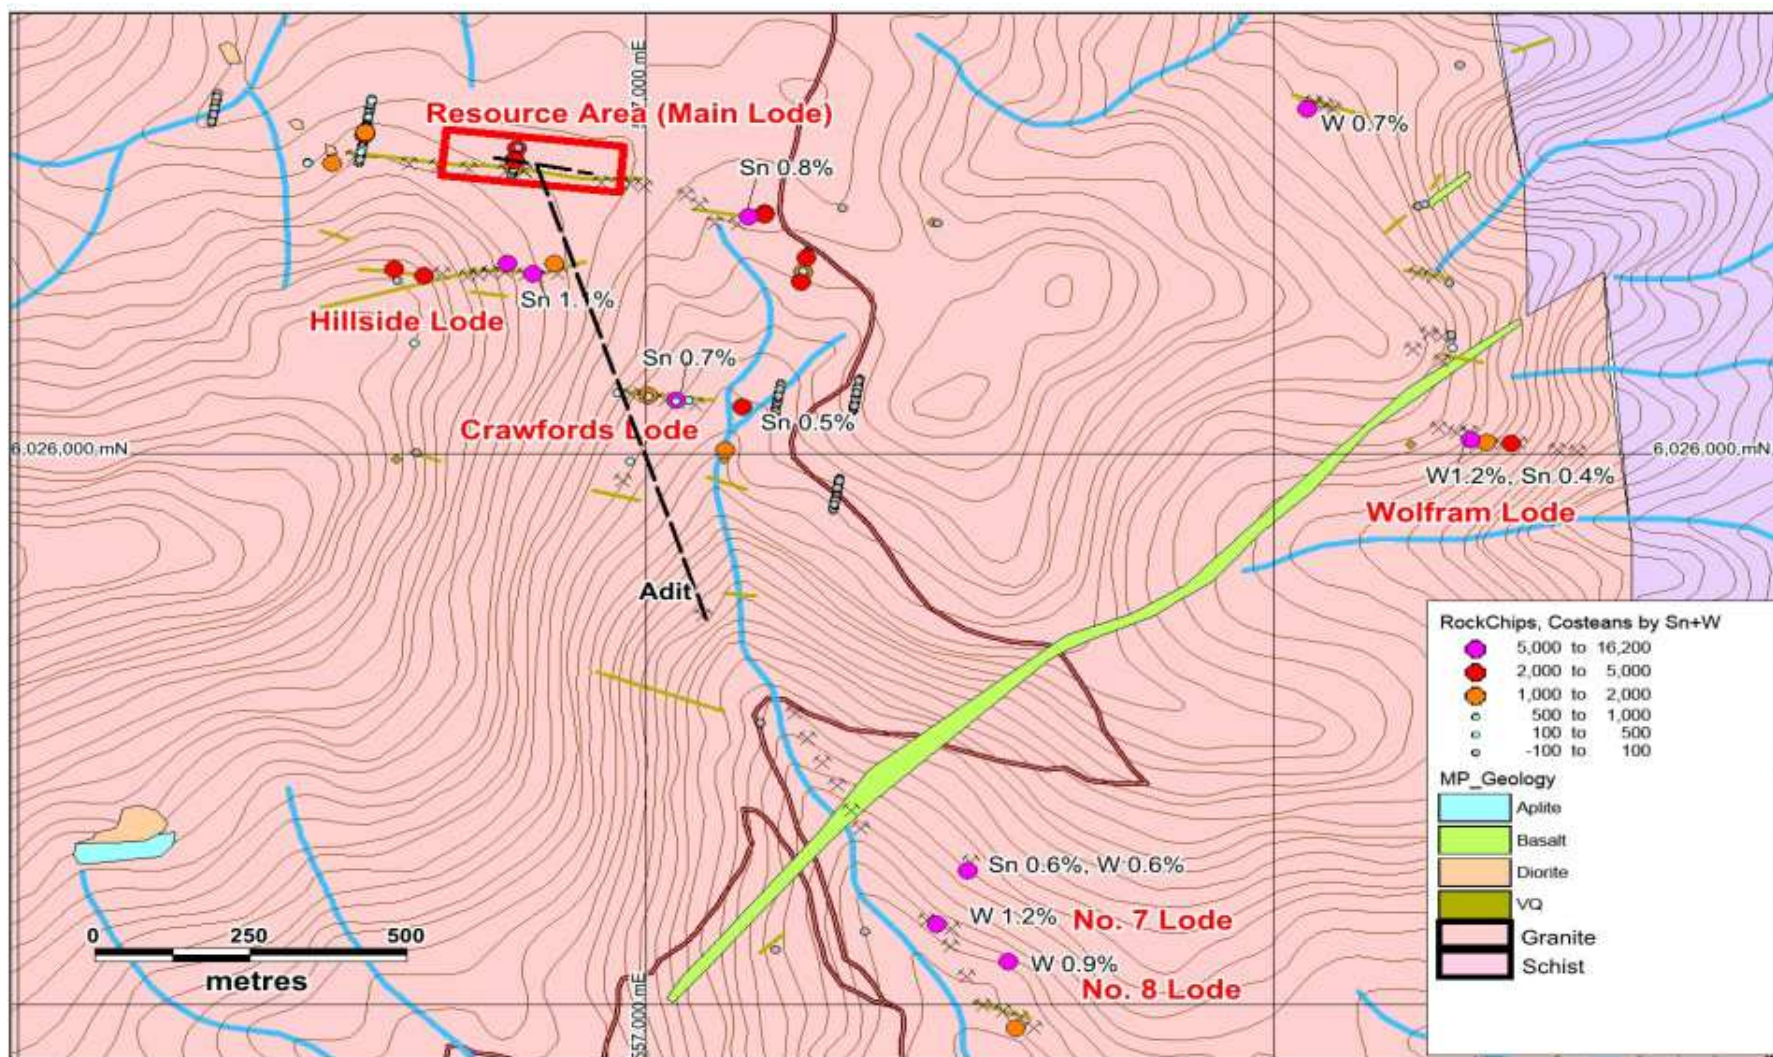 Resource Area (Main Lode)
W 0.7%
Sn 0.8%
Sn 1.1%
Hillside Lode
Sn 0.7%
Crawfords Lode
Sn 0.5%
6,026,000 mN
6,026,000 mN
W1.2%, Sn 0.4%
Wolfram Lode
Adit
RockChips, Costeans by Sn+W
5,000 to 16,200
2,000 to 5,000
1,000 to 2,000
500 to 1,000
100 to 500
-100 to 100
MP_Geology
Aplite
Basalt
Diorite
VQ
Granite
Schist
Sn 0.6%, W 0.6%
W 1.2%
No. 7 Lode
W 0.9%
No. 8 Lode
0 250 500
metres
557,000 mE